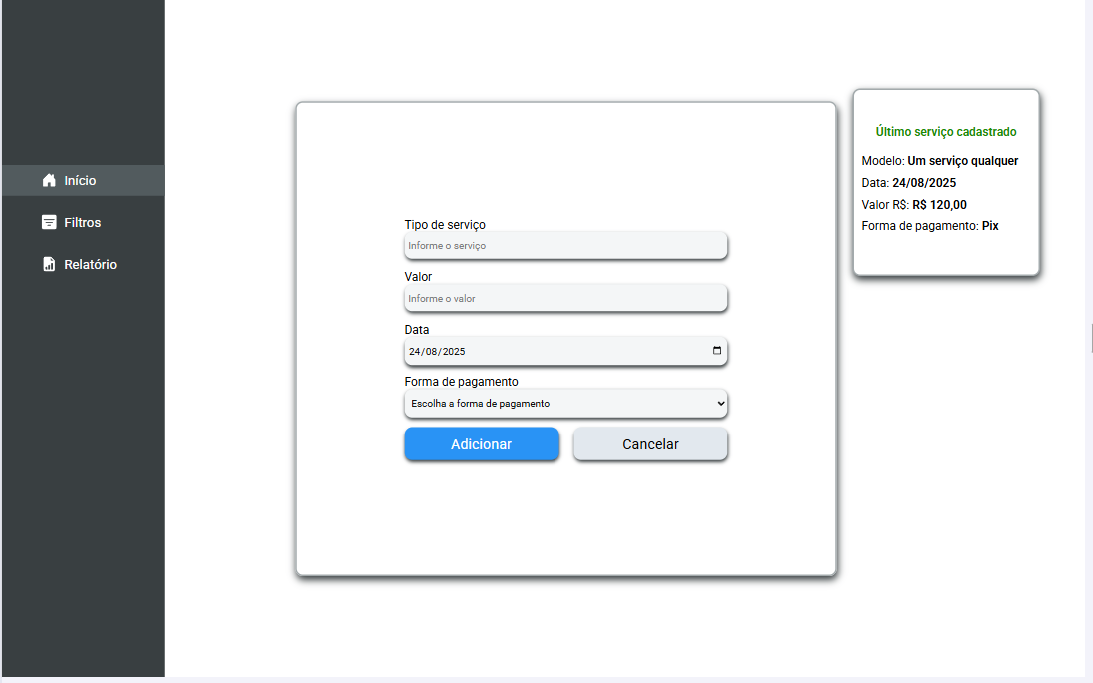 Início
Filtros
Relatório
Tipo de serviço
Informe o serviço
Valor
Informe o valor
Data
24/08/2025
Forma de pagamento
Escolha a forma de pagamento
Adicionar
Cancelar
Último serviço cadastrado
Modelo: Um serviço qualquer
Data: 24/08/2025
Valor R$: R$ 120,00
Forma de pagamento: Pix